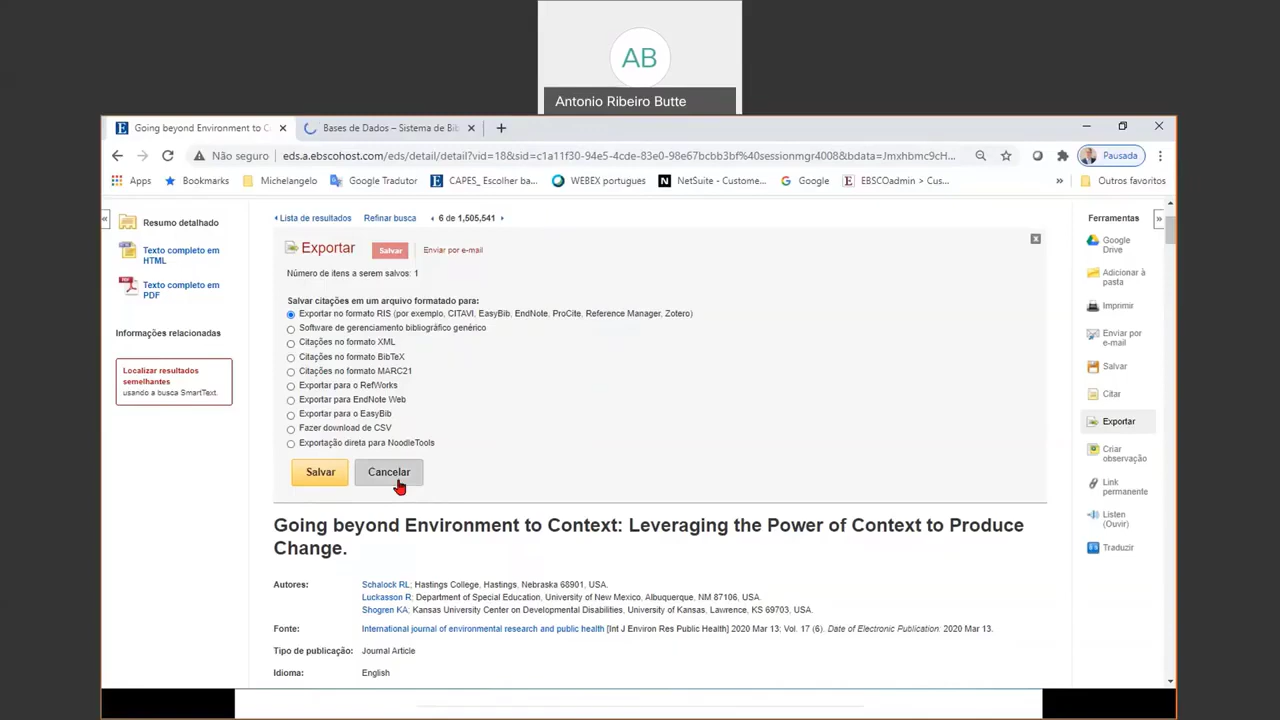 AB
Antonio Ribeiro Butte
Going beyond Environment to C
Bases de Dados – Sistema de Bib
Não seguro
eds.a.ebscohost.com/eds/detail/detail?vid=18&sid=c1a11f30-94e5-4cde-83e0-98e67bcbb3bf%40sessionmgr4008&bdata=Jmxhbmc9cH...
Pausada
Apps
Bookmarks
Michelangelo
Google Tradutor
CAPES_ Escolher ba...
WEBEX portugues
NetSuite - Custome...
Google
EBSCOadmin > Cus...
»
Outros favoritos
«
Resumo detalhado
Texto completo em
HTML
Texto completo em
PDF
Informações relacionadas
Localizar resultados
semelhantes
usando a busca SmartText.
Lista de resultados
Refinar busca
6 de 1,505,541
Exportar
Salvar
Enviar por e-mail
Número de itens a serem salvos: 1
Salvar citações em um arquivo formatado para:
Exportar no formato RIS (por exemplo, CITAVI, EasyBib, EndNote, ProCite, Reference Manager, Zotero)
Software de gerenciamento bibliográfico genérico
Citações no formato XML
Citações no formato BibTeX
Citações no formato MARC21
Exportar para o RefWorks
Exportar para EndNote Web
Exportar para o EasyBib
Fazer download de CSV
Exportação direta para NoodleTools
Salvar
Cancelar
Going beyond Environment to Context: Leveraging the Power of Context to Produce
Change.
Autores:
Schalock RL; Hastings College, Hastings, Nebraska 68901, USA.
Luckasson R; Department of Special Education, University of New Mexico, Albuquerque, NM 87106, USA.
Shogren KA; Kansas University Center on Developmental Disabilities, University of Kansas, Lawrence, KS 69703, USA.
Fonte:
International journal of environmental research and public health [Int J Environ Res Public Health] 2020 Mar 13; Vol. 17 (6). Date of Electronic Publication: 2020 Mar 13.
Tipo de publicação:
Journal Article
Idioma:
English
Ferramentas
»
Google
Drive
Adicionar à
pasta
Imprimir
Enviar por
e-mail
Salvar
Citar
Exportar
Criar
observação
Link
permanente
Listen
(Ouvir)
Traduzir